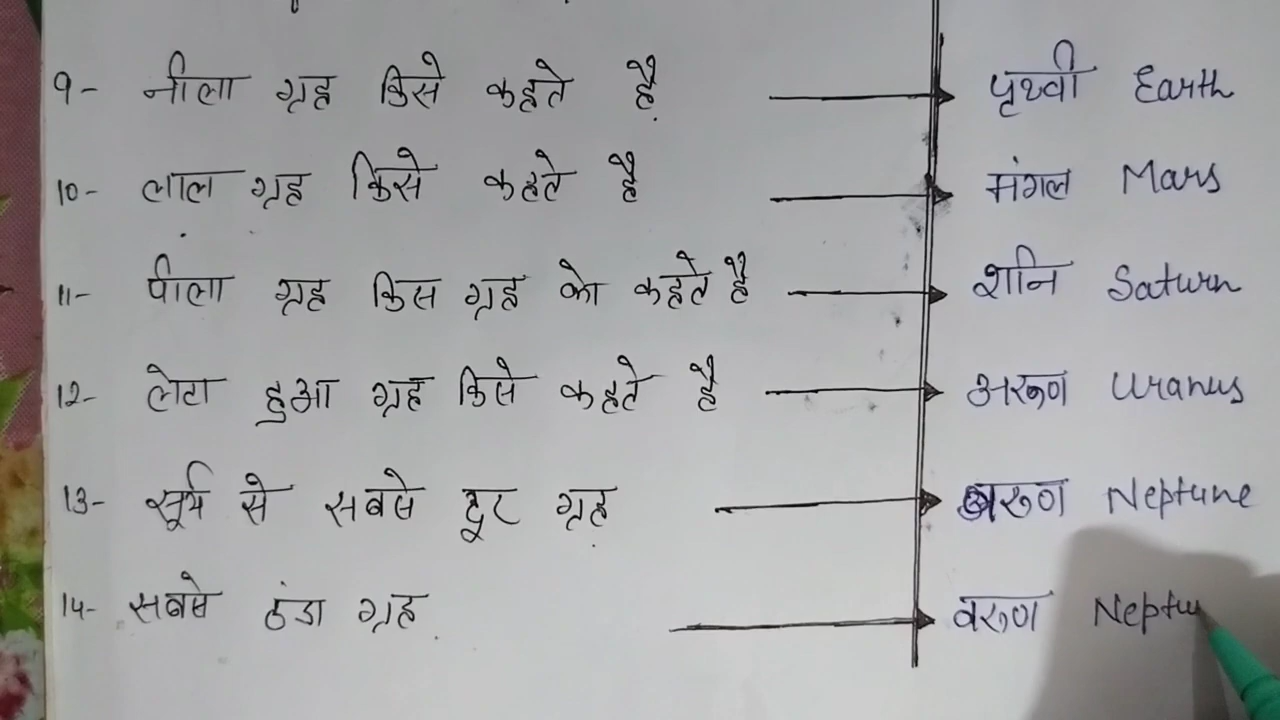 9- नीला ग्रह किसे कहते है पृथ्वी Earth
10- लाल ग्रह किसे कहते है मंगल Mars
11- पीला ग्रह किस ग्रह को कहते है शनि Saturn
12- लेटा हुआ ग्रह किसे कहते है अरूण Uranus
13- सूर्य से सबसे दूर ग्रह वरूण Neptune
14- सबसे ठंडा ग्रह वरूण Neptu